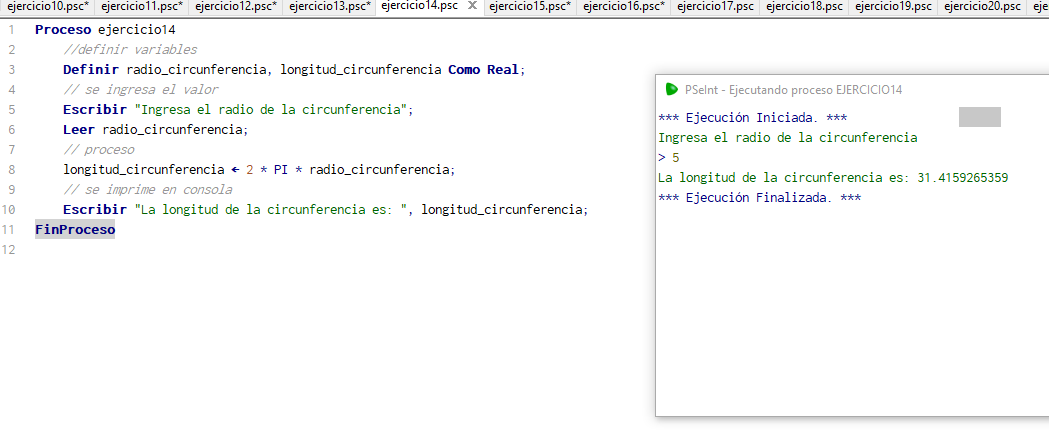 ejercicio10.psc* ejercicio11.psc* ejercicio12.psc* ejercicio13.psc* ejercicio14.psc X ejercicio15.psc* ejercicio16.psc* ejercicio17.psc ejercicio18.psc ejercicio19.psc ejercicio20.psc eje
1 Proceso ejercicio14
2 //definir variables
3 Definir radio_circunferencia, longitud_circunferencia Como Real;
4 // se ingresa el valor
5 Escribir "Ingresa el radio de la circunferencia";
6 Leer radio_circunferencia;
7 // proceso
8 longitud_circunferencia ← 2 * PI * radio_circunferencia;
9 // se imprime en consola
10 Escribir "La longitud de la circunferencia es: ", longitud_circunferencia;
11 FinProceso
12
PSeInt - Ejecutando proceso EJERCICIO14
*** Ejecución Iniciada. ***
Ingresa el radio de la circunferencia
> 5
La longitud de la circunferencia es: 31.4159265359
*** Ejecución Finalizada. ***